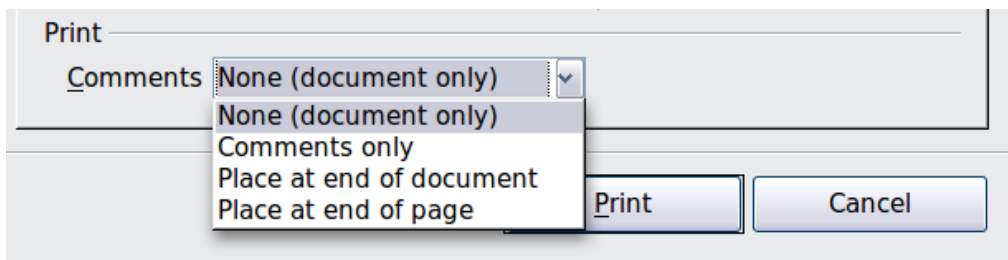 Print
Comments None (document only)
None (document only)
Comments only
Place at end of document
Place at end of page
Print Cancel